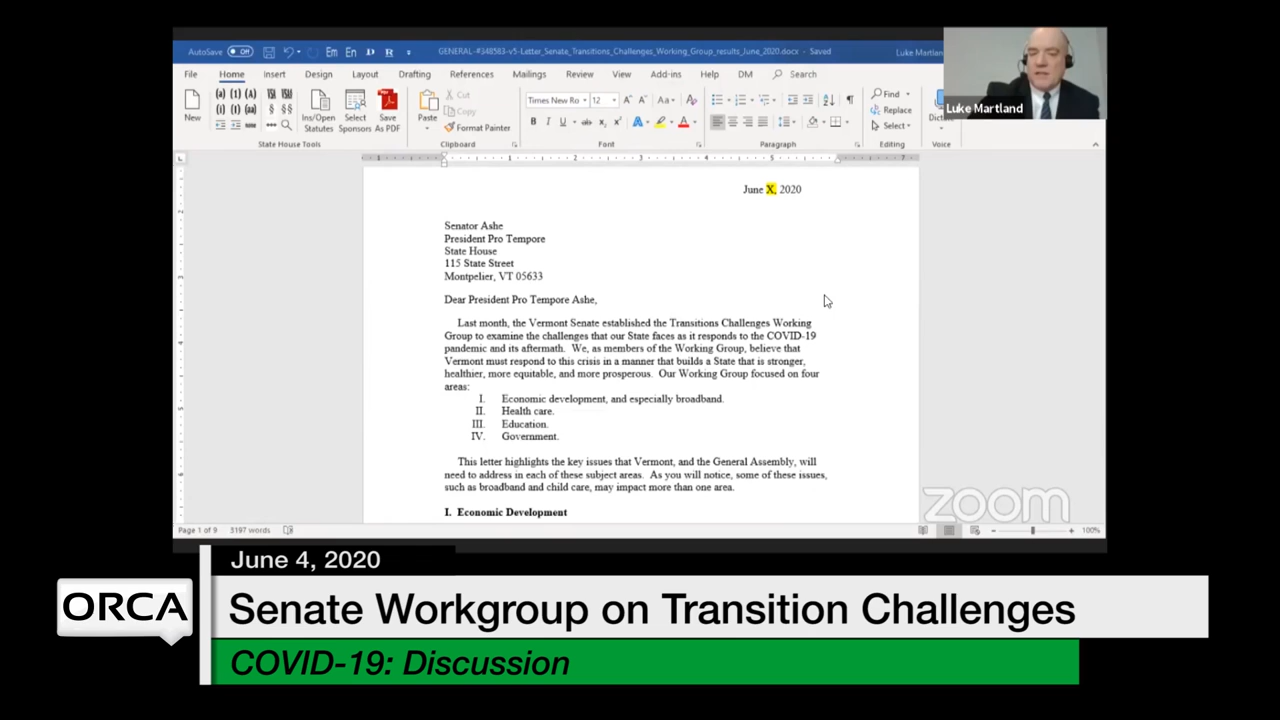 AutoSave Off
Em En D R
GENERAL-#348583-v5-Letter_Senate_Transitions_Challenges_Working_Group_results_June_2020.docx - Saved
Luke Martland
File Home Insert Design Layout Drafting References Mailings Review View Add-ins Help DM Search
New
Ins/Open Statutes
Select Sponsors
Save As PDF
State House Tools
Paste
Cut
Copy
Format Painter
Clipboard
Times New Ro 12
Font
Paragraph
Find
Replace
Select
Editing
Voice
Luke Martland
June X, 2020
Senator Ashe
President Pro Tempore
State House
115 State Street
Montpelier, VT 05633
Dear President Pro Tempore Ashe,
Last month, the Vermont Senate established the Transitions Challenges Working
Group to examine the challenges that our State faces as it responds to the COVID-19
pandemic and its aftermath. We, as members of the Working Group, believe that
Vermont must respond to this crisis in a manner that builds a State that is stronger,
healthier, more equitable, and more prosperous. Our Working Group focused on four
areas:
I. Economic development, and especially broadband.
II. Health care.
III. Education.
IV. Government.
This letter highlights the key issues that Vermont, and the General Assembly, will
need to address in each of these subject areas. As you will notice, some of these issues,
such as broadband and child care, may impact more than one area.
I. Economic Development
zoom
Page 1 of 9 3197 words
100%
June 4, 2020
ORCA
Senate Workgroup on Transition Challenges
COVID-19: Discussion